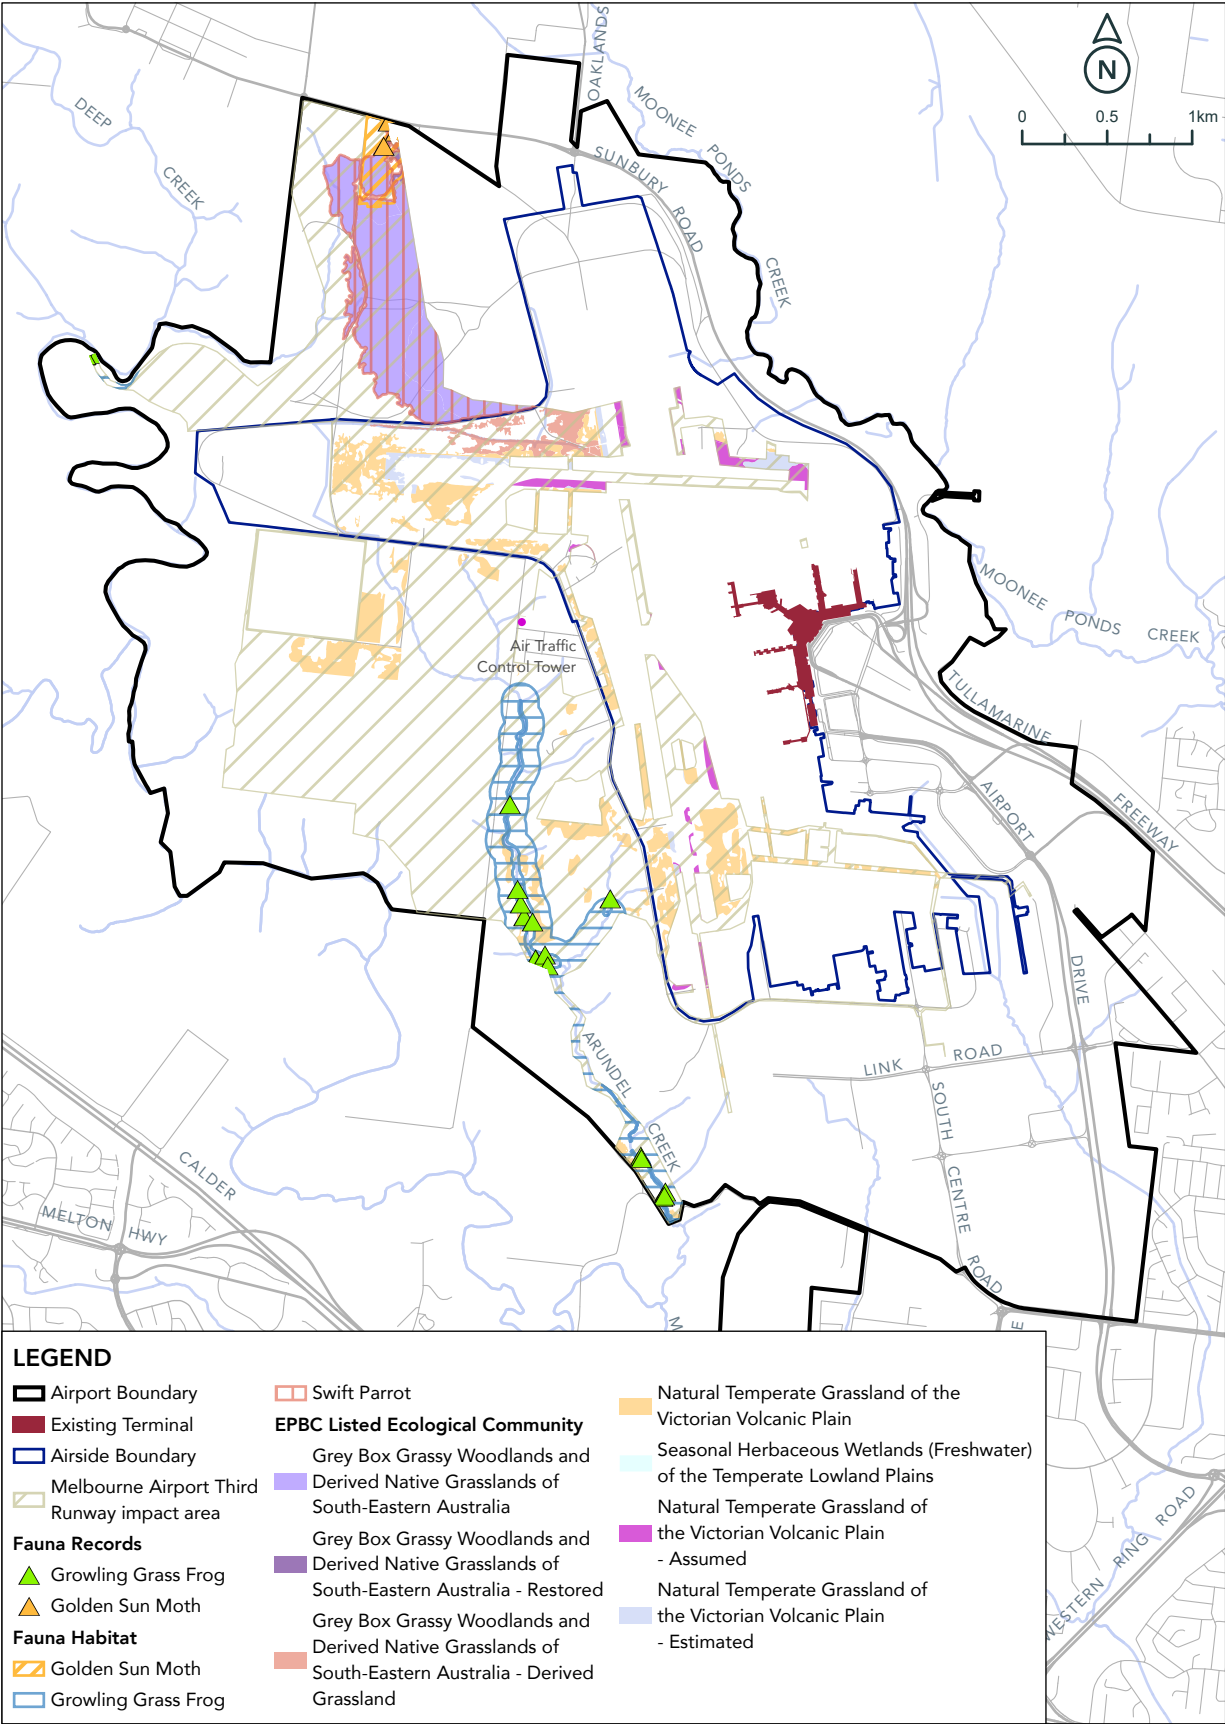 OAKLANDS
N
0 0.5 1km
DEEP
CREEK
MOONEE
PONDS
CREEK
SUNBURY
ROAD
MOONEE PONDS CREEK
Air Traffic
Control Tower
TULLAMARINE
FREEWAY
AIRPORT
DRIVE
ARUNDEL
CREEK
LINK ROAD
SOUTH
CENTRE
ROAD
CALDER
MELTON HWY
M
E
WESTERN RING ROAD
LEGEND
Airport Boundary
Existing Terminal
Airside Boundary
Melbourne Airport Third
Runway impact area
Fauna Records
Growling Grass Frog
Golden Sun Moth
Fauna Habitat
Golden Sun Moth
Growling Grass Frog
Swift Parrot
EPBC Listed Ecological Community
Grey Box Grassy Woodlands and
Derived Native Grasslands of
South-Eastern Australia
Grey Box Grassy Woodlands and
Derived Native Grasslands of
South-Eastern Australia - Restored
Grey Box Grassy Woodlands and
Derived Native Grasslands of
South-Eastern Australia - Derived
Grassland
Natural Temperate Grassland of the
Victorian Volcanic Plain
Seasonal Herbaceous Wetlands (Freshwater)
of the Temperate Lowland Plains
Natural Temperate Grassland of
the Victorian Volcanic Plain
- Assumed
Natural Temperate Grassland of
the Victorian Volcanic Plain
- Estimated